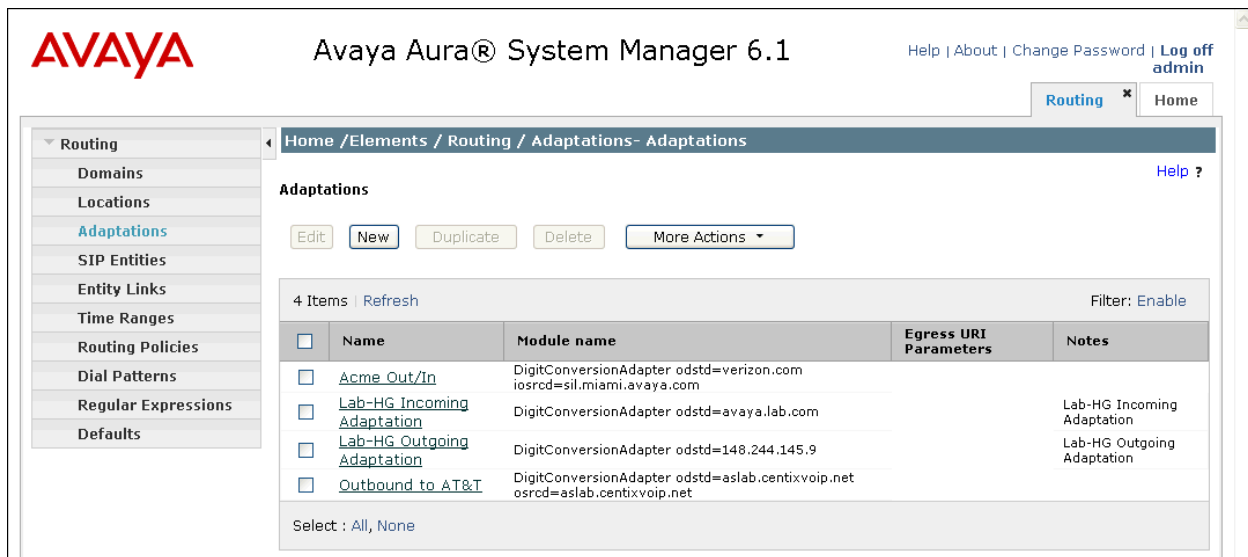 AVAYA
Avaya Aura® System Manager 6.1
Help | About | Change Password | Log off
admin
Routing × Home
Routing
Domains
Locations
Adaptations
SIP Entities
Entity Links
Time Ranges
Routing Policies
Dial Patterns
Regular Expressions
Defaults
Home /Elements / Routing / Adaptations- Adaptations
Help ?
Adaptations
Edit New Duplicate Delete More Actions
4 Items | Refresh Filter: Enable
Name Module name Egress URI Parameters Notes
Acme Out/In DigitConversionAdapter odstd=verizon.com
iosrcd=sil.miami.avaya.com
Lab-HG Incoming
Adaptation DigitConversionAdapter odstd=avaya.lab.com Lab-HG Incoming
Adaptation
Lab-HG Outgoing
Adaptation DigitConversionAdapter odstd=148.244.145.9 Lab-HG Outgoing
Adaptation
Outbound to AT&T DigitConversionAdapter odstd=aslab.centixvoip.net
osrcd=aslab.centixvoip.net
Select : All, None